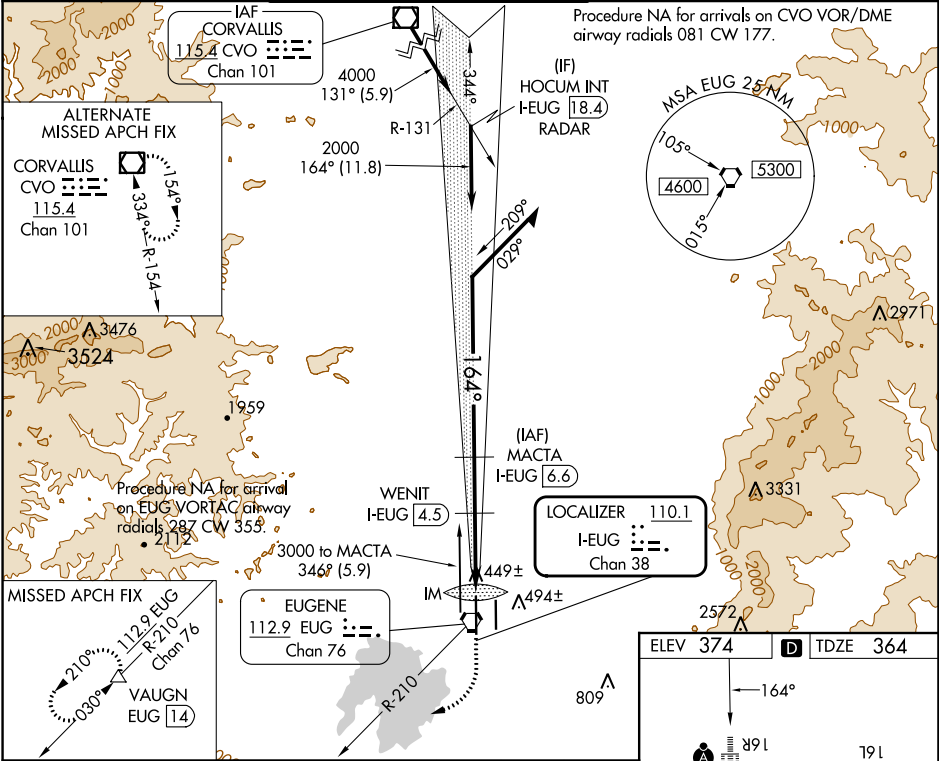 IAF
CORVALLIS
115.4 CVO
Chan 101
Procedure NA for arrivals on CVO VOR/DME
airway radials 081 CW 177.
4000
131° (5.9)
R-131
344°
(IF)
HOCUM INT
I-EUG 18.4
RADAR
2000
164° (11.8)
MSA EUG 25 NM
105°
015°
4600
5300
ALTERNATE
MISSED APCH FIX
CORVALLIS
CVO
115.4
Chan 101
154°
334°
R-154
209°
029°
164°
2000
2000
1000
2000
3000
3476
3524
1959
2112
2971
2000
1000
3331
1000
2000
2572
Procedure NA for arrival
on EUG VORTAC airway
radials 287 CW 355.
(IAF)
MACTA
I-EUG 6.6
WENIT
I-EUG 4.5
LOCALIZER 110.1
I-EUG
Chan 38
3000 to MACTA
346° (5.9)
449±
IM
494±
EUGENE
112.9 EUG
Chan 76
R-210
809
MISSED APCH FIX
112.9 EUG
R-210
Chan 76
210°
030°
VAUGN
EUG 14
ELEV 374
D
TDZE 364
164°
A
16R
16L